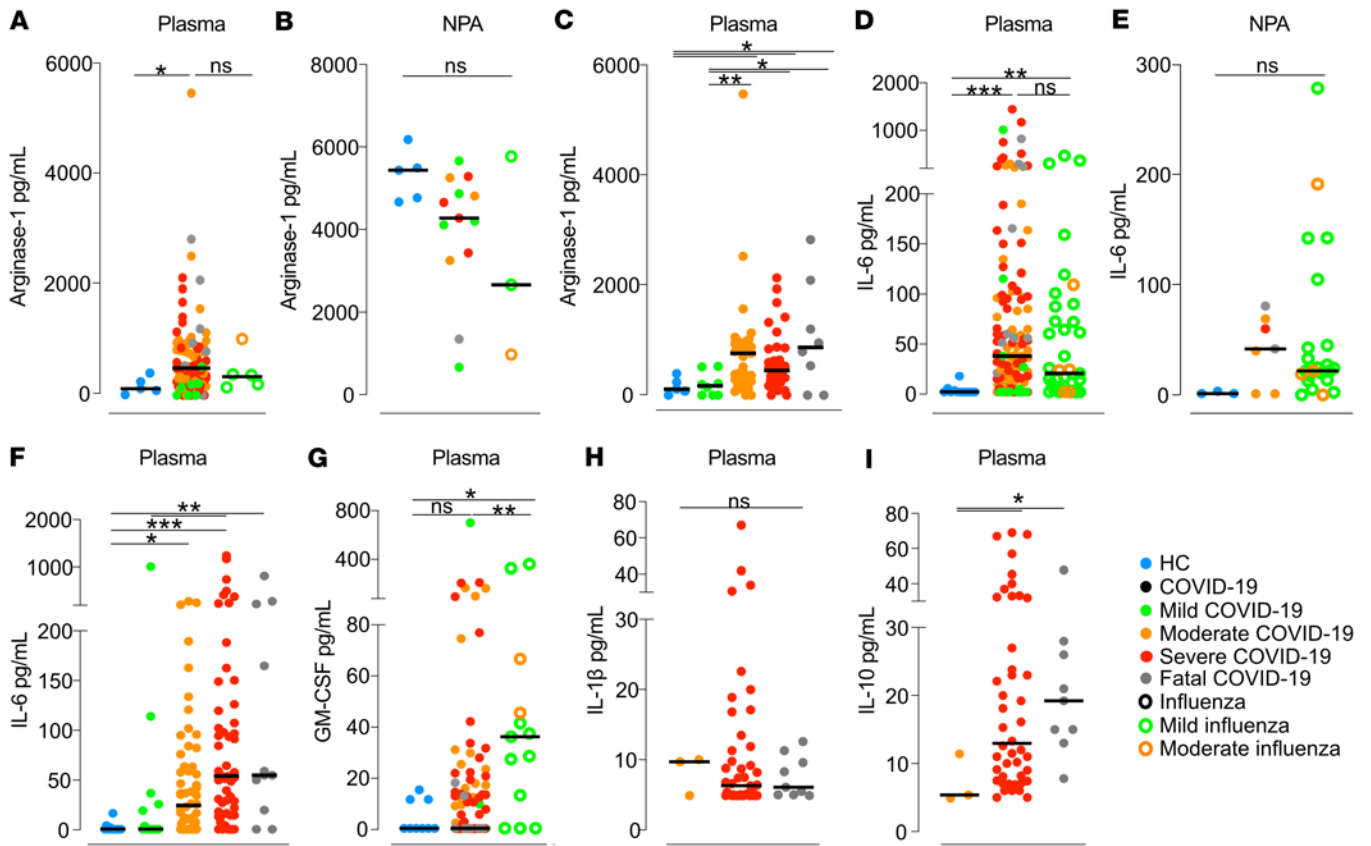 A
Plasma
Arginase-1 pg/mL
6000
4000
2000
0
*
ns
B
NPA
Arginase-1 pg/mL
8000
6000
4000
2000
0
ns
C
Plasma
Arginase-1 pg/mL
6000
4000
2000
0
*
*
**
D
Plasma
IL-6 pg/mL
2000
1000
200
150
100
50
0
**
***
ns
E
NPA
IL-6 pg/mL
300
200
100
0
ns
F
Plasma
IL-6 pg/mL
2000
1000
200
150
100
50
0
**
***
*
G
Plasma
GM-CSF pg/mL
800
400
80
60
40
20
0
*
ns
**
H
Plasma
IL-1β pg/mL
80
60
40
30
20
10
0
ns
I
Plasma
IL-10 pg/mL
80
60
40
30
20
10
0
*
HC
COVID-19
Mild COVID-19
Moderate COVID-19
Severe COVID-19
Fatal COVID-19
Influenza
Mild influenza
Moderate influenza